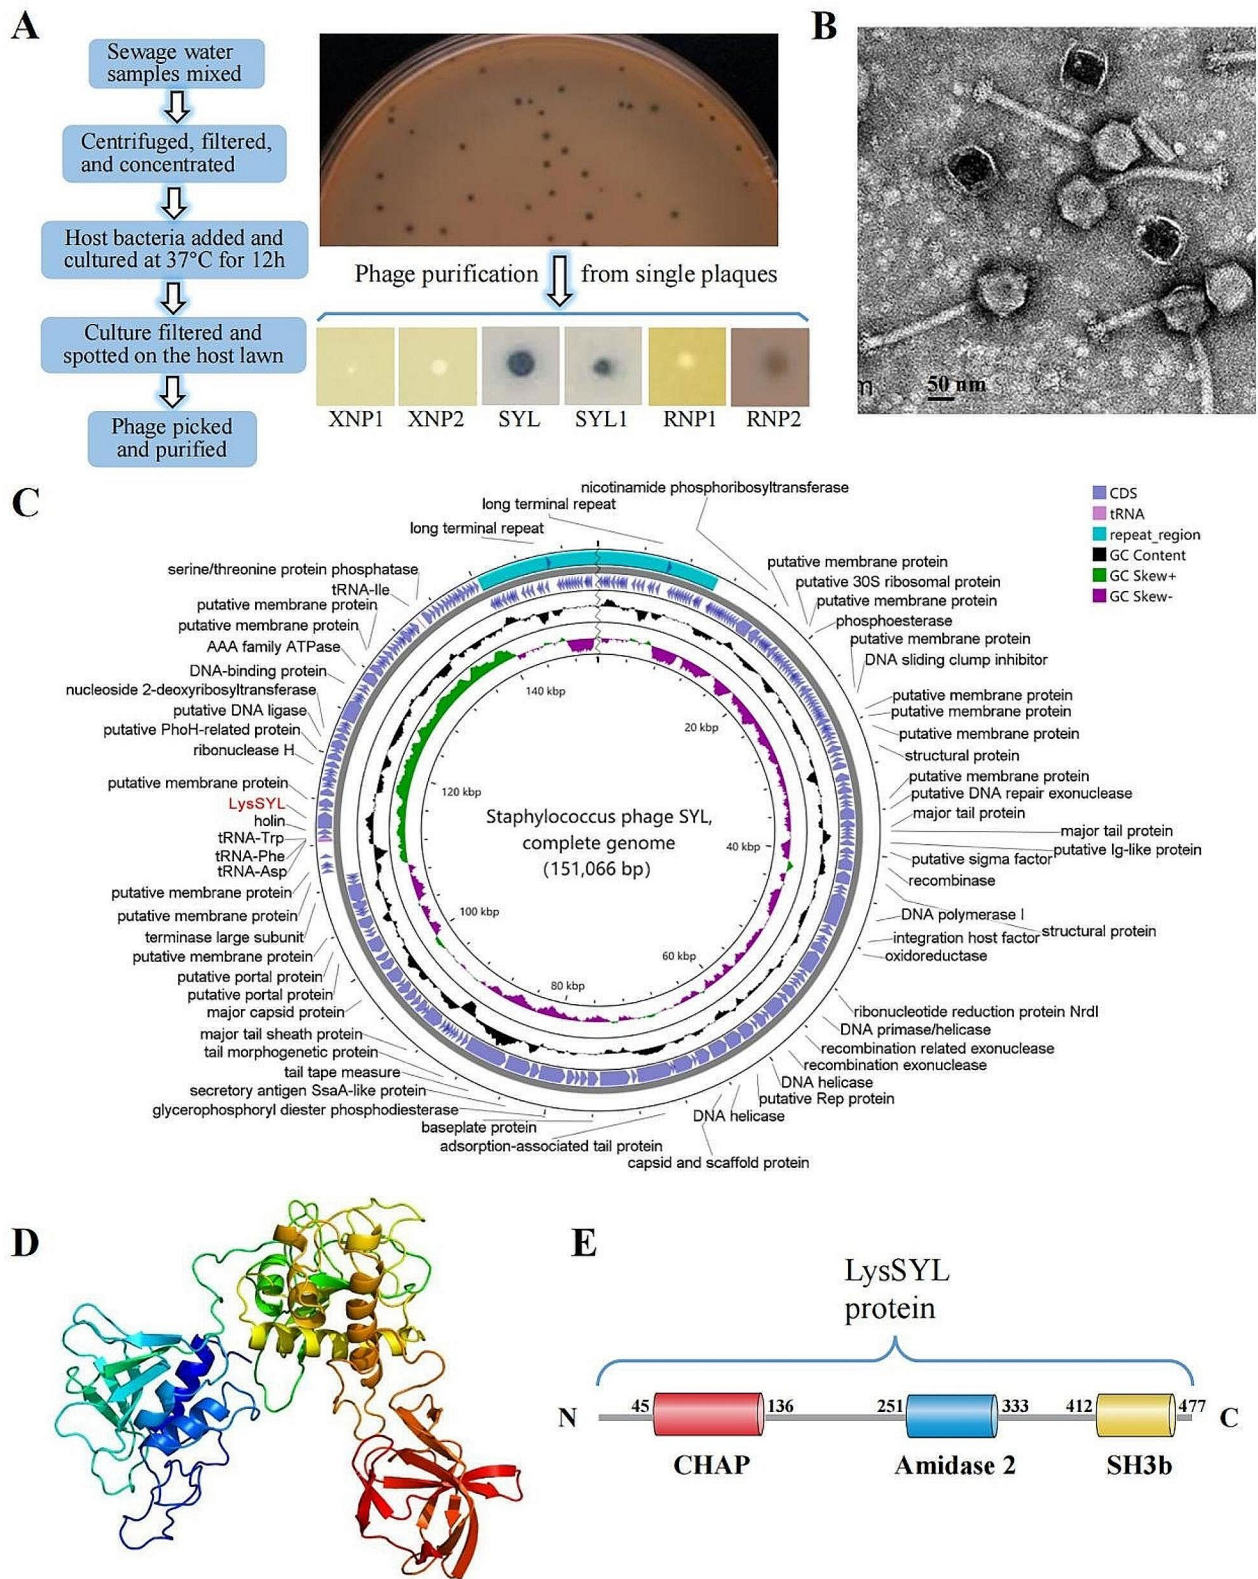 A
Sewage water
samples mixed
Centrifuged, filtered,
and concentrated
Host bacteria added and
cultured at 37°C for 12h
Culture filtered and
spotted on the host lawn
Phage picked
and purified
Phage purification from single plaques
XNP1 XNP2 SYL SYL1 RNP1 RNP2
B
50 nm
C
nicotinamide phosphoribosyltransferase
long terminal repeat
long terminal repeat
CDS
tRNA
repeat_region
GC Content
GC Skew+
GC Skew-
serine/threonine protein phosphatase
tRNA-Ile
putative membrane protein
putative membrane protein
AAA family ATPase
DNA-binding protein
nucleoside 2-deoxyribosyltransferase
putative DNA ligase
putative PhoH-related protein
ribonuclease H
putative membrane protein
LysSYL
holin
tRNA-Trp
tRNA-Phe
tRNA-Asp
putative membrane protein
putative membrane protein
terminase large subunit
putative membrane protein
putative portal protein
putative portal protein
major capsid protein
major tail sheath protein
tail morphogenetic protein
tail tape measure
secretory antigen SsaA-like protein
glycerophosphoryl diester phosphodiesterase
baseplate protein
adsorption-associated tail protein
capsid and scaffold protein
putative membrane protein
putative 30S ribosomal protein
putative membrane protein
phosphoesterase
putative membrane protein
DNA sliding clump inhibitor
putative membrane protein
putative membrane protein
putative membrane protein
structural protein
putative membrane protein
putative DNA repair exonuclease
major tail protein
major tail protein
putative Ig-like protein
putative sigma factor
recombinase
DNA polymerase I
structural protein
integration host factor
oxidoreductase
ribonucleotide reduction protein NrdI
DNA primase/helicase
recombination related exonuclease
recombination exonuclease
DNA helicase
putative Rep protein
DNA helicase
140 kbp
20 kbp
120 kbp
40 kbp
100 kbp
60 kbp
80 kbp
Staphylococcus phage SYL,
complete genome
(151,066 bp)
D
E
LysSYL
protein
N 45 136 251 333 412 477 C
CHAP Amidase 2 SH3b